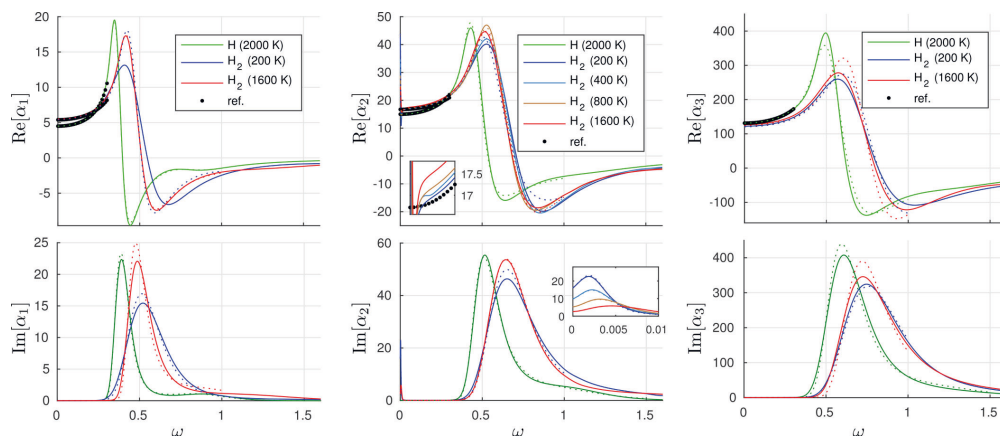 Re[α₁]
20
15
10
5
0
-5
-10
H (2000 K)
H₂ (200 K)
H₂ (1600 K)
ref.
Re[α₂]
50
40
30
20
10
0
-10
-20
H (2000 K)
H₂ (200 K)
H₂ (400 K)
H₂ (800 K)
H₂ (1600 K)
ref.
17.5
17
Re[α₃]
400
300
200
100
0
-100
H (2000 K)
H₂ (200 K)
H₂ (1600 K)
ref.
Im[α₁]
25
20
15
10
5
0
0
0.5
1
1.5
ω
Im[α₂]
60
40
20
0
20
10
0
0
0.005
0.01
0
0.5
1
1.5
ω
Im[α₃]
400
300
200
100
0
0
0.5
1
1.5
ω